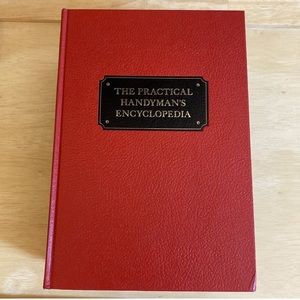 THE PRACTICAL
HANDYMAN'S
ENCYCLOPEDIA